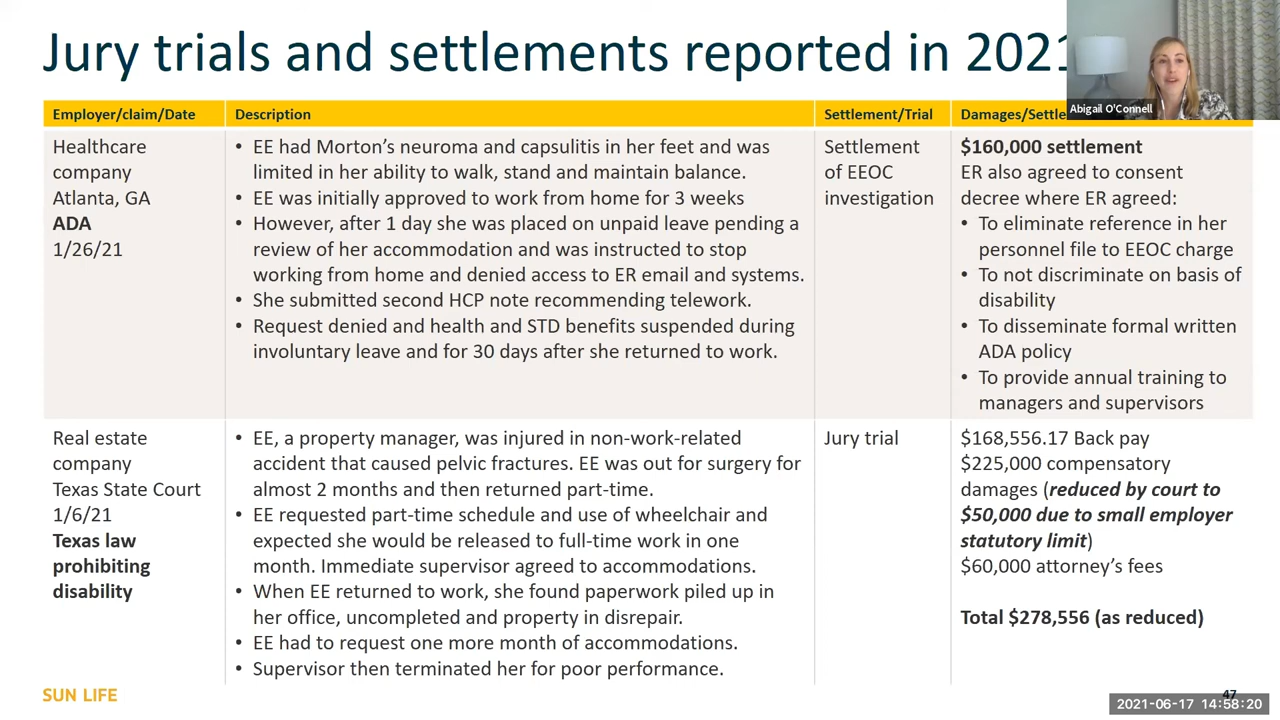 Jury trials and settlements reported in 2021
Abigail O'Connell
Employer/claim/Date
Description
Settlement/Trial
Damages/Settle
Healthcare
company
Atlanta, GA
ADA
1/26/21
• EE had Morton's neuroma and capsulitis in her feet and was
limited in her ability to walk, stand and maintain balance.
• EE was initially approved to work from home for 3 weeks
• However, after 1 day she was placed on unpaid leave pending a
review of her accommodation and was instructed to stop
working from home and denied access to ER email and systems.
• She submitted second HCP note recommending telework.
• Request denied and health and STD benefits suspended during
involuntary leave and for 30 days after she returned to work.
Settlement
of EEOC
investigation
$160,000 settlement
ER also agreed to consent
decree where ER agreed:
• To eliminate reference in her
personnel file to EEOC charge
• To not discriminate on basis of
disability
• To disseminate formal written
ADA policy
• To provide annual training to
managers and supervisors
Real estate
company
Texas State Court
1/6/21
Texas law
prohibiting
disability
• EE, a property manager, was injured in non-work-related
accident that caused pelvic fractures. EE was out for surgery for
almost 2 months and then returned part-time.
• EE requested part-time schedule and use of wheelchair and
expected she would be released to full-time work in one
month. Immediate supervisor agreed to accommodations.
• When EE returned to work, she found paperwork piled up in
her office, uncompleted and property in disrepair.
• EE had to request one more month of accommodations.
• Supervisor then terminated her for poor performance.
Jury trial
$168,556.17 Back pay
$225,000 compensatory
damages (reduced by court to
$50,000 due to small employer
statutory limit)
$60,000 attorney's fees
Total $278,556 (as reduced)
SUN LIFE
47
2021-06-17 14:58:20